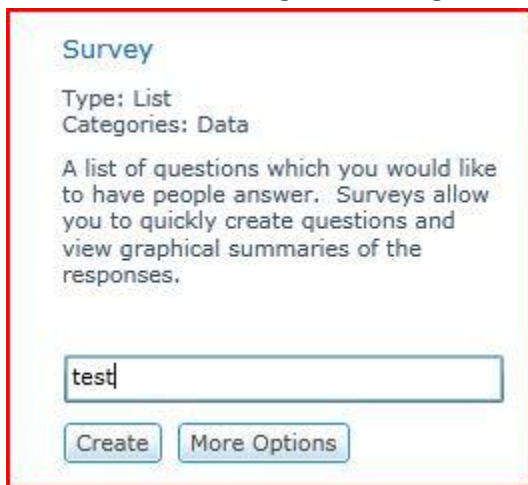 Survey
Type: List
Categories: Data
A list of questions which you would like
to have people answer. Surveys allow
you to quickly create questions and
view graphical summaries of the
responses.
test
Create More Options